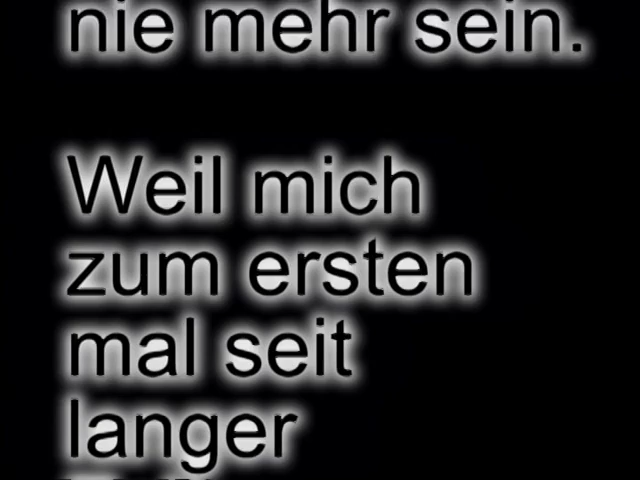 nie mehr sein.
Weil mich
zum ersten
mal seit
langer